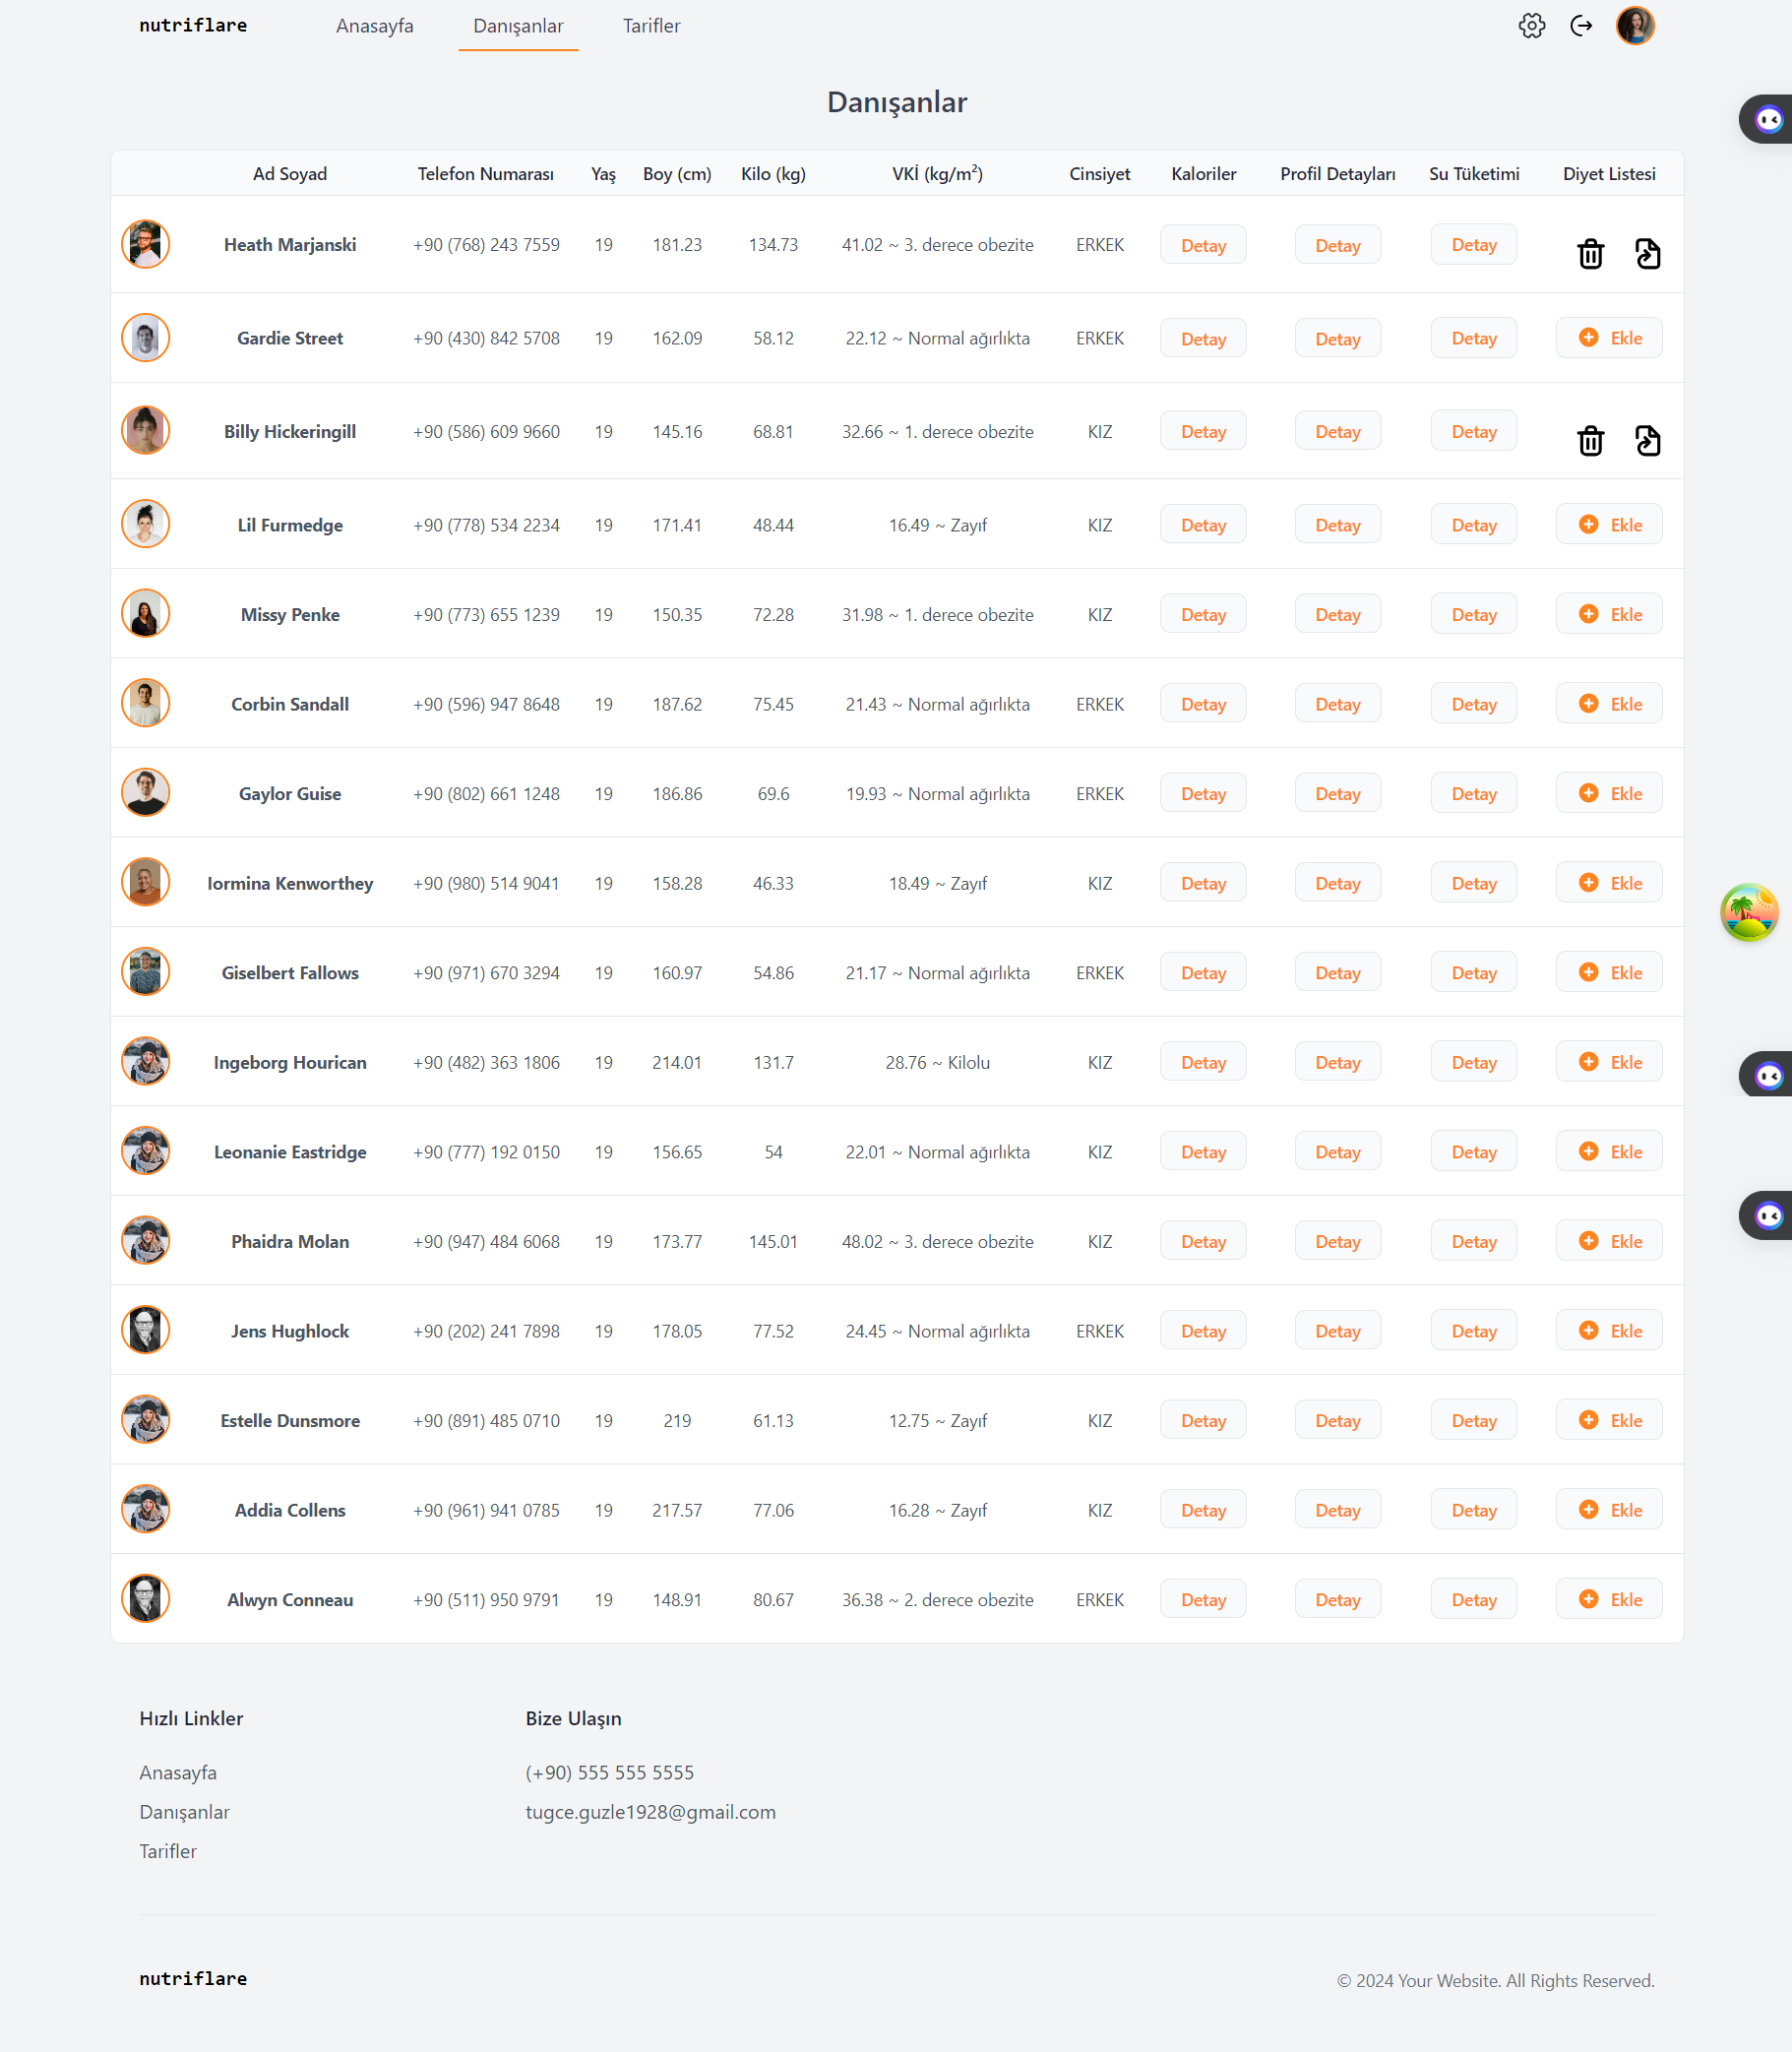 nutriflare Anasayfa Danışanlar Tarifler
Danışanlar
Ad Soyad Telefon Numarası Yaş Boy (cm) Kilo (kg) VKİ (kg/m²) Cinsiyet Kaloriler Profil Detayları Su Tüketimi Diyet Listesi
Heath Marjanski +90 (768) 243 7559 19 181.23 134.73 41.02 ~ 3. derece obezite ERKEK Detay Detay Detay
Gardie Street +90 (430) 842 5708 19 162.09 58.12 22.12 ~ Normal ağırlıkta ERKEK Detay Detay Detay Ekle
Billy Hickeringill +90 (586) 609 9660 19 145.16 68.81 32.66 ~ 1. derece obezite KIZ Detay Detay Detay
Lil Furmedge +90 (778) 534 2234 19 171.41 48.44 16.49 ~ Zayıf KIZ Detay Detay Detay Ekle
Missy Penke +90 (773) 655 1239 19 150.35 72.28 31.98 ~ 1. derece obezite KIZ Detay Detay Detay Ekle
Corbin Sandall +90 (596) 947 8648 19 187.62 75.45 21.43 ~ Normal ağırlıkta ERKEK Detay Detay Detay Ekle
Gaylor Guise +90 (802) 661 1248 19 186.86 69.6 19.93 ~ Normal ağırlıkta ERKEK Detay Detay Detay Ekle
Iormina Kenworthey +90 (980) 514 9041 19 158.28 46.33 18.49 ~ Zayıf KIZ Detay Detay Detay Ekle
Giselbert Fallows +90 (971) 670 3294 19 160.97 54.86 21.17 ~ Normal ağırlıkta ERKEK Detay Detay Detay Ekle
Ingeborg Hourican +90 (482) 363 1806 19 214.01 131.7 28.76 ~ Kilolu KIZ Detay Detay Detay Ekle
Leonanie Eastridge +90 (777) 192 0150 19 156.65 54 22.01 ~ Normal ağırlıkta KIZ Detay Detay Detay Ekle
Phaidra Molan +90 (947) 484 6068 19 173.77 145.01 48.02 ~ 3. derece obezite KIZ Detay Detay Detay Ekle
Jens Hughlock +90 (202) 241 7898 19 178.05 77.52 24.45 ~ Normal ağırlıkta ERKEK Detay Detay Detay Ekle
Estelle Dunsmore +90 (891) 485 0710 19 219 61.13 12.75 ~ Zayıf KIZ Detay Detay Detay Ekle
Addia Collens +90 (961) 941 0785 19 217.57 77.06 16.28 ~ Zayıf KIZ Detay Detay Detay Ekle
Alwyn Conneau +90 (511) 950 9791 19 148.91 80.67 36.38 ~ 2. derece obezite ERKEK Detay Detay Detay Ekle
Hızlı Linkler
Anasayfa
Danışanlar
Tarifler
Bize Ulaşın
(+90) 555 555 5555
tugce.guzle1928@gmail.com
nutriflare
© 2024 Your Website. All Rights Reserved.